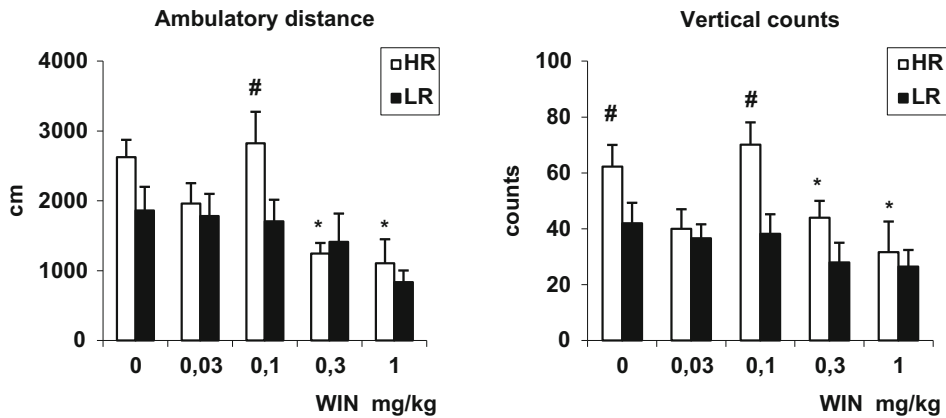 Ambulatory distance
4000
3000
2000
1000
0
cm
HR
LR
#
* *
0 0,03 0,1 0,3 1
WIN mg/kg
Vertical counts
100
80
60
40
20
0
counts
HR
LR
# #
* *
0 0,03 0,1 0,3 1
WIN mg/kg